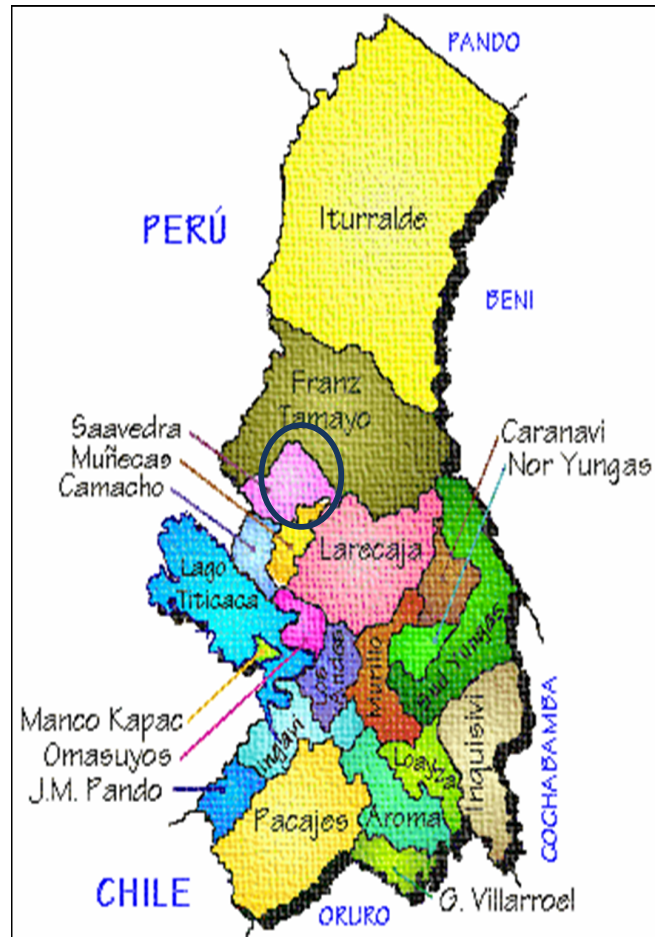 PANDO
PERÚ
Iturralde
BENI
Franz
Tamayo
Saavedra
Muñecas
Camacho
Caranavi
Nor Yungas
Larecaja
Lago
Titicaca
Los Andes
Murillo
Sud Yungas
Manco Kapac
Omasuyos
J.M. Pando
Ingavi
Loayza
Inquisivi
COCHABAMBA
Pacajes
Aroma
CHILE
ORURO
G. Villarroel